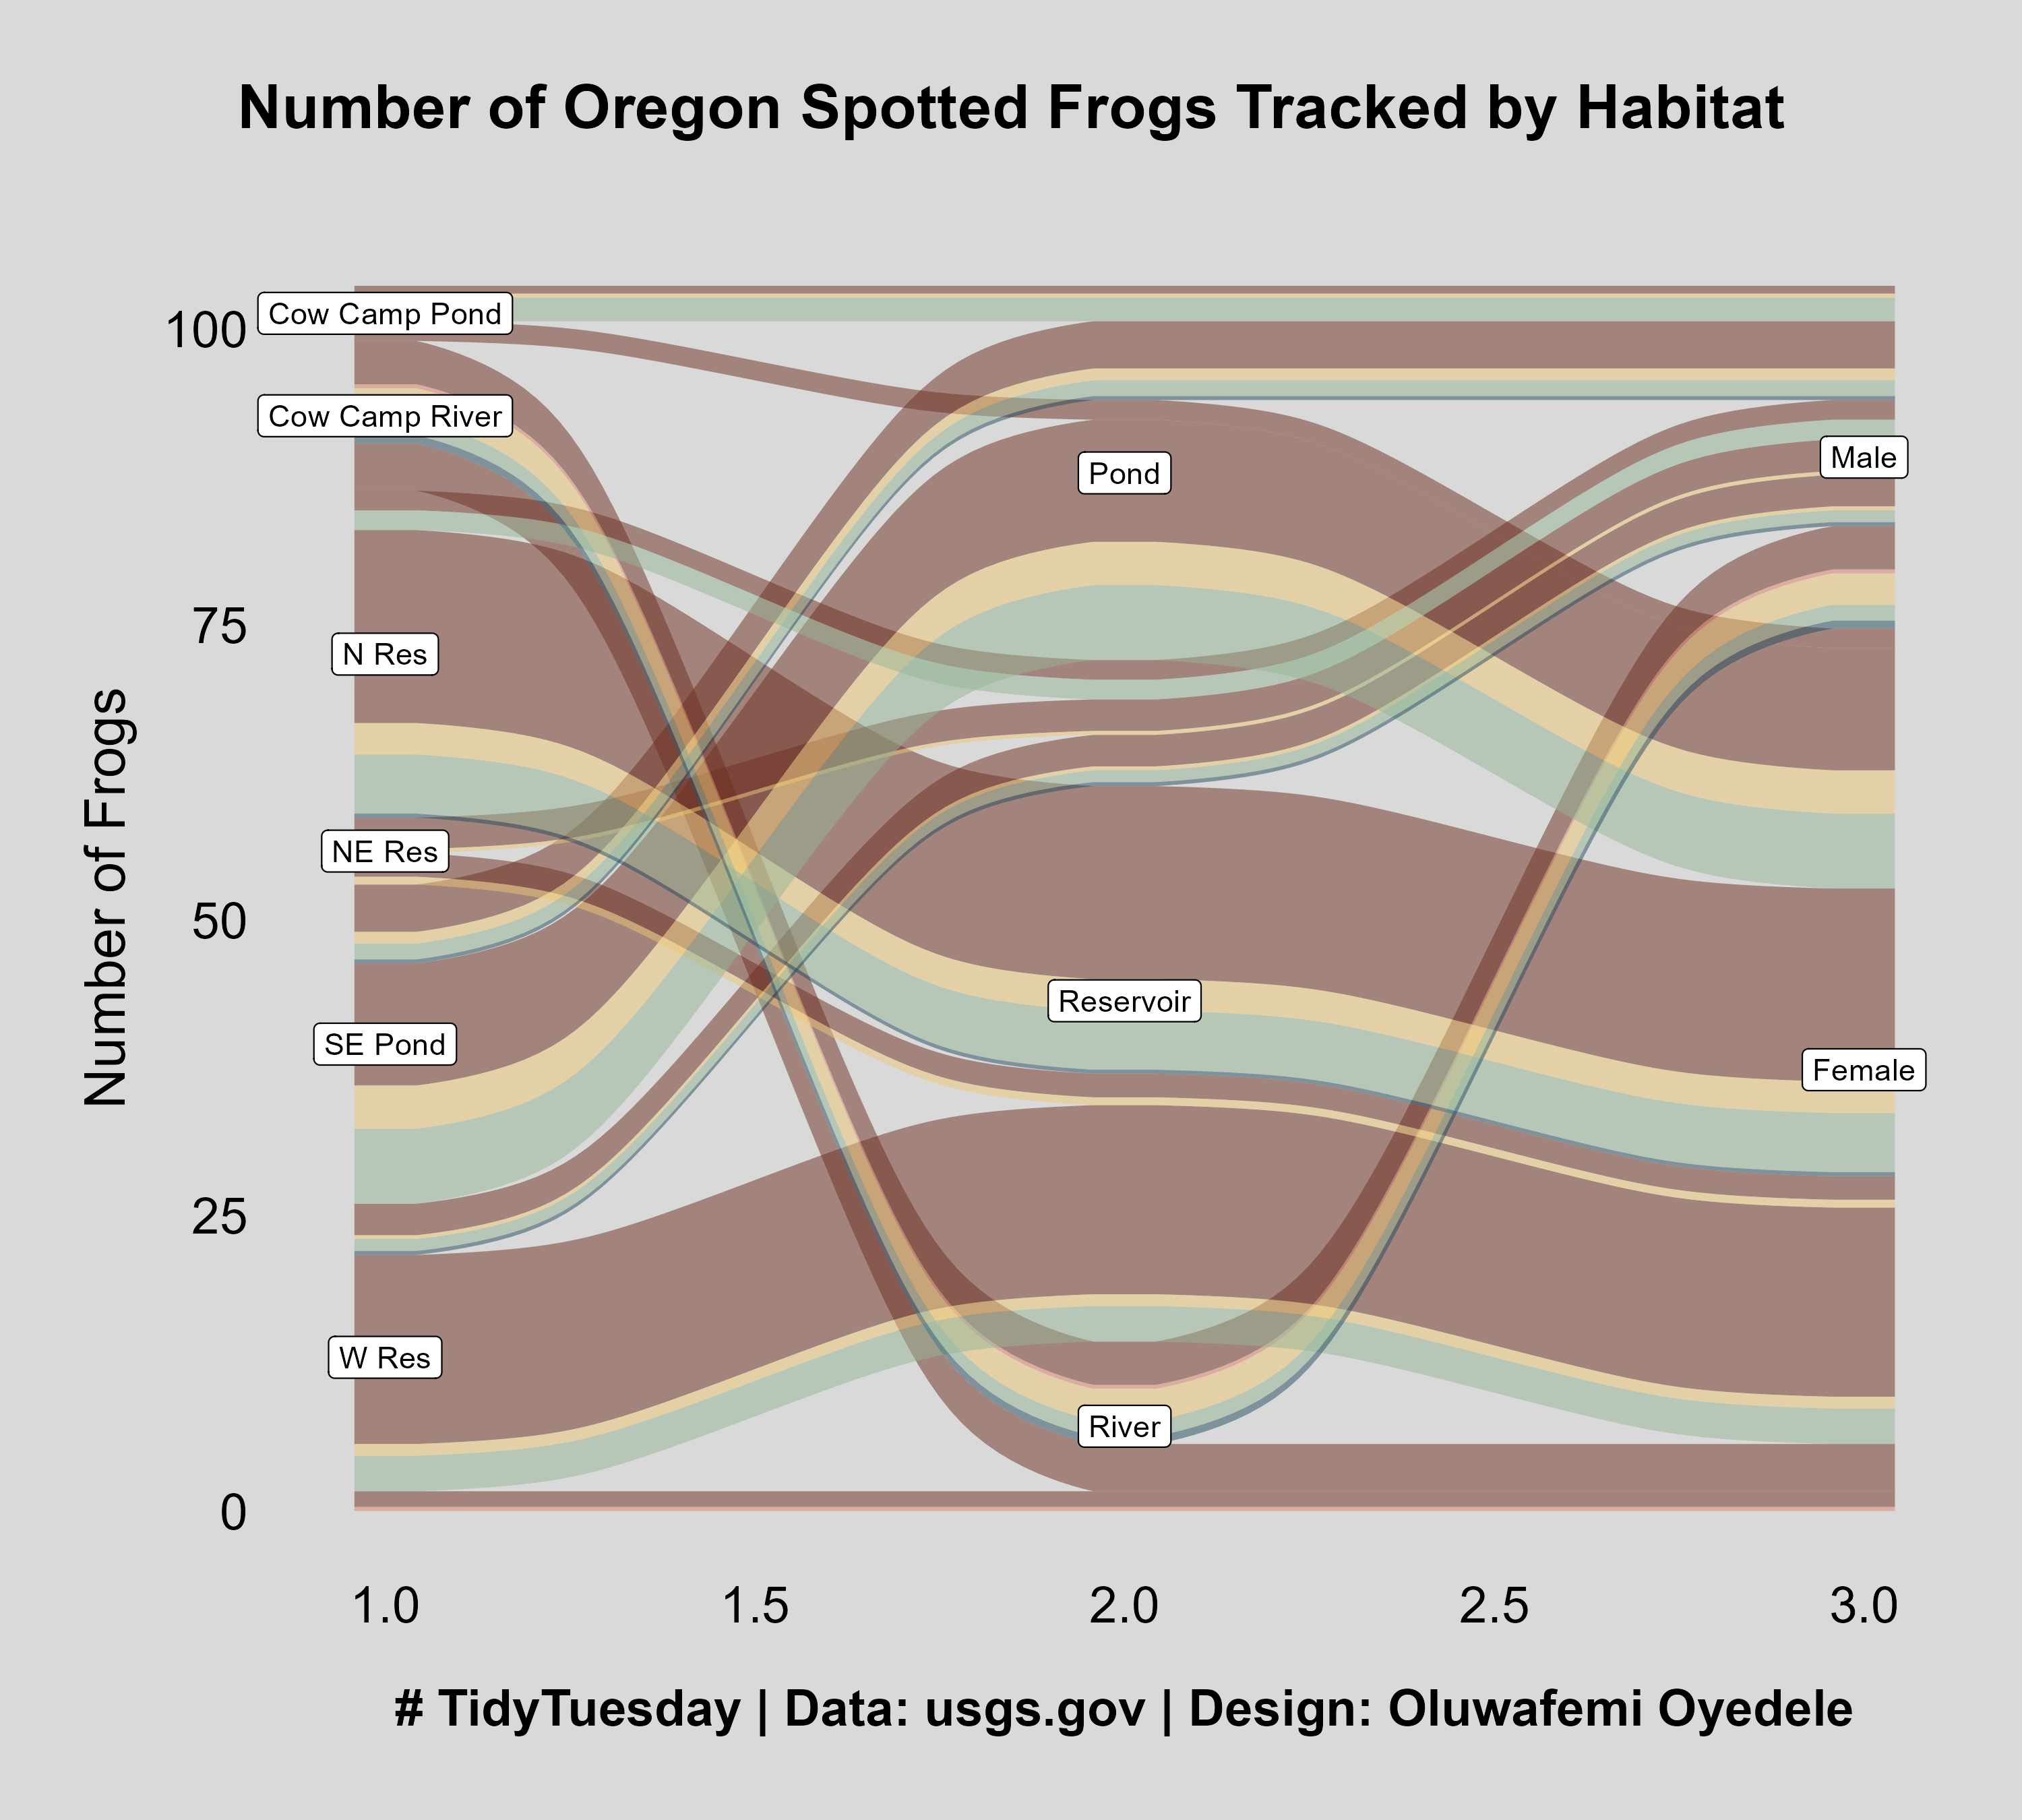 Number of Oregon Spotted Frogs Tracked by Habitat
Number of Frogs
100
75
50
25
0
Cow Camp Pond
Cow Camp River
N Res
NE Res
SE Pond
W Res
Pond
Reservoir
River
Male
Female
1.0 1.5 2.0 2.5 3.0
# TidyTuesday | Data: usgs.gov | Design: Oluwafemi Oyedele